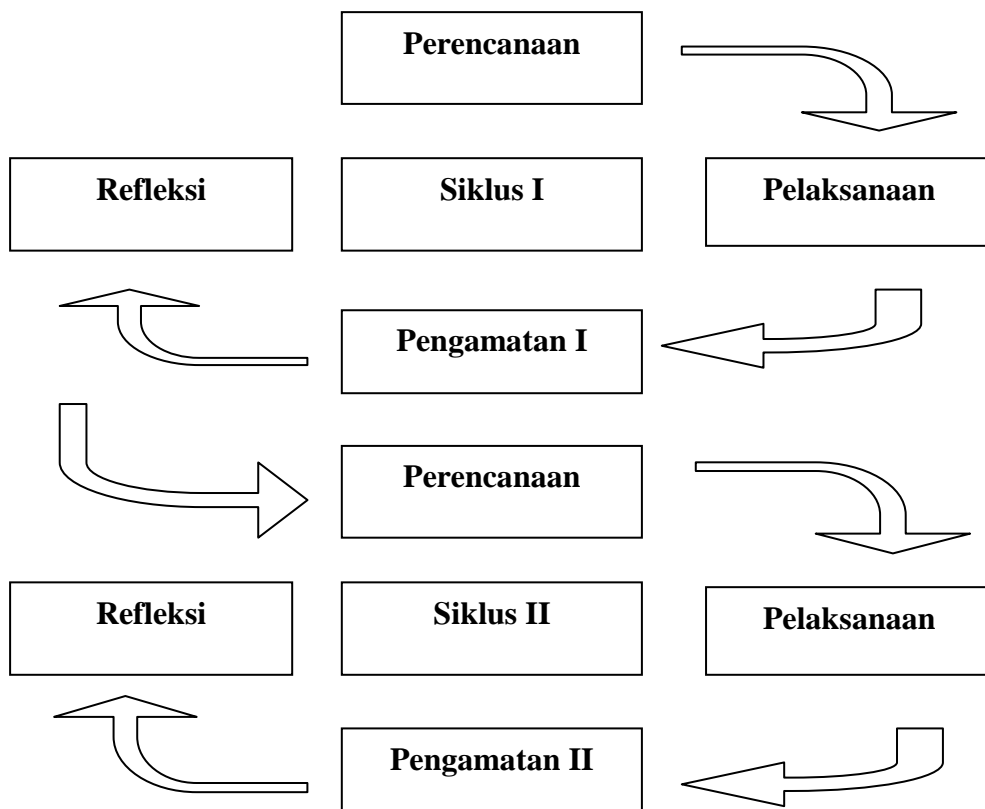 Perencanaan
Refleksi
Siklus I
Pelaksanaan
Pengamatan I
Perencanaan
Refleksi
Siklus II
Pelaksanaan
Pengamatan II